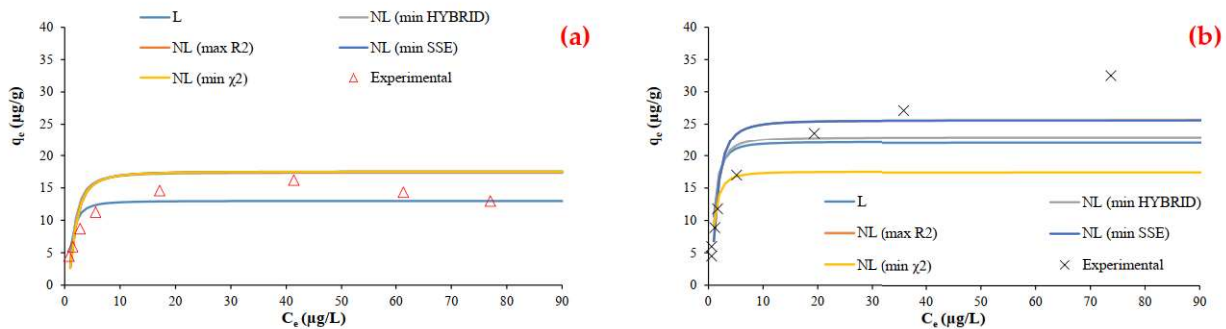 40
35
30
25
20
15
10
5
0
qe (μg/g)
L
NL (min HYBRID)
NL (max R2)
NL (min SSE)
NL (min χ2)
Experimental
(a)
0 10 20 30 40 50 60 70 80 90
Ce (μg/L)
40
35
30
25
20
15
10
5
0
qe (μg/g)
(b)
L
NL (min HYBRID)
NL (max R2)
NL (min SSE)
NL (min χ2)
Experimental
0 10 20 30 40 50 60 70 80 90
Ce (μg/L)